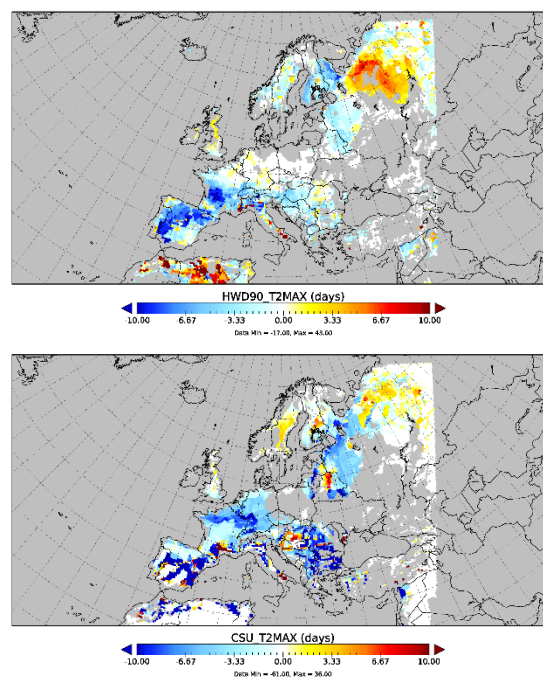 HWD90_T2MAX (days)
-10.00 -6.67 -3.33 0.00 3.33 6.67 10.00
Data Min = -17.00, Max = 43.00
CSU_T2MAX (days)
-10.00 -6.67 -3.33 0.00 3.33 6.67 10.00
Data Min = -61.00, Max = 36.00